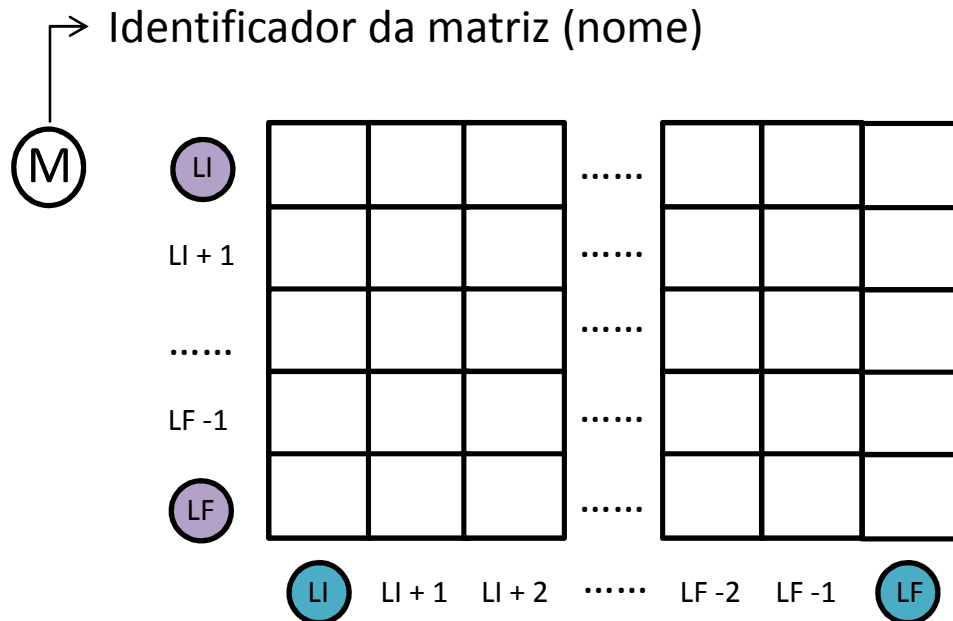 Identificador da matriz (nome)
M
LI
......
LI + 1
......
......
......
LF -1
......
LF
......
LI LI + 1 LI + 2 ...... LF -2 LF -1 LF